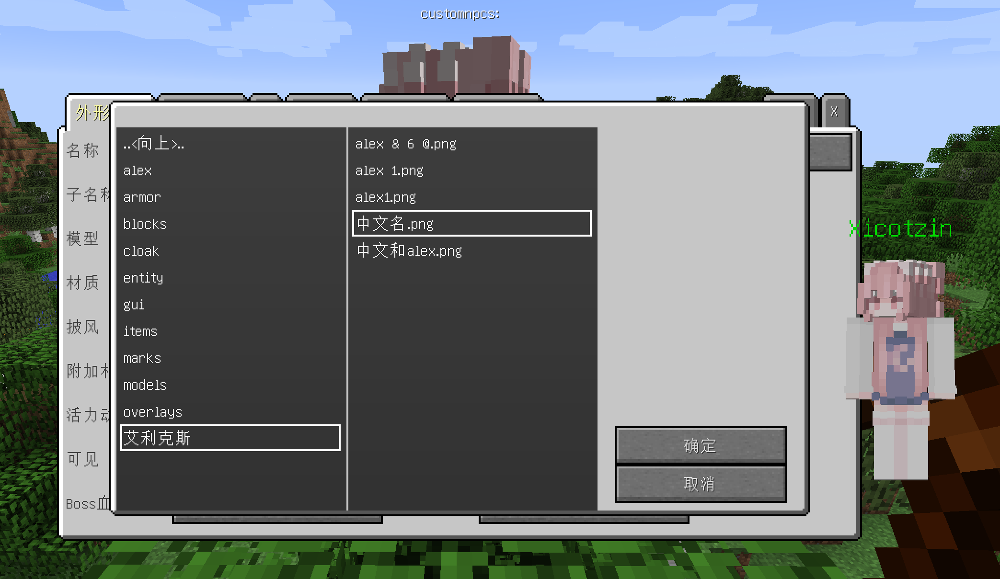 customnpcs:
外形
X
名称
子名称
模型
材质
披风
附加
活力
可见
Boss血
..<向上>..
alex
armor
blocks
cloak
entity
gui
items
marks
models
overlays
艾利克斯
alex & 6 @.png
alex 1.png
alex1.png
中文名.png
中文和alex.png
确定
取消
Xicotzin